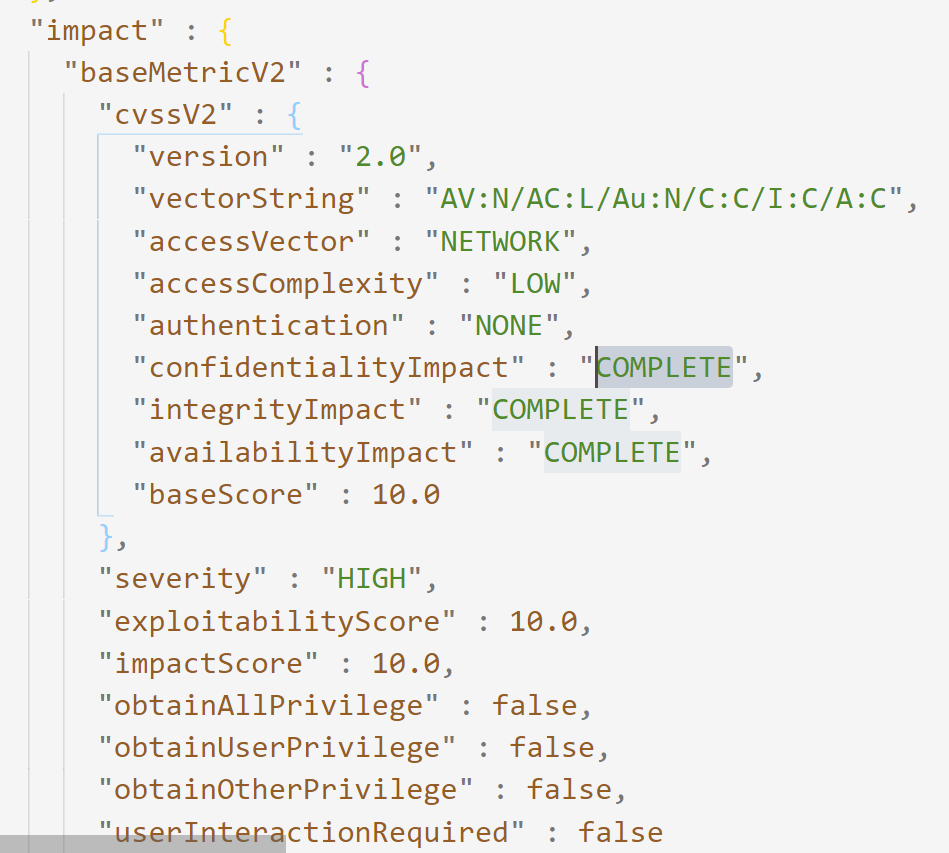 "impact" : {
"baseMetricV2" : {
"cvssV2" : {
"version" : "2.0",
"vectorString" : "AV:N/AC:L/Au:N/C:C/I:C/A:C",
"accessVector" : "NETWORK",
"accessComplexity" : "LOW",
"authentication" : "NONE",
"confidentialityImpact" : "COMPLETE",
"integrityImpact" : "COMPLETE",
"availabilityImpact" : "COMPLETE",
"baseScore" : 10.0
},
"severity" : "HIGH",
"exploitabilityScore" : 10.0,
"impactScore" : 10.0,
"obtainAllPrivilege" : false,
"obtainUserPrivilege" : false,
"obtainOtherPrivilege" : false,
"userInteractionRequired" : false